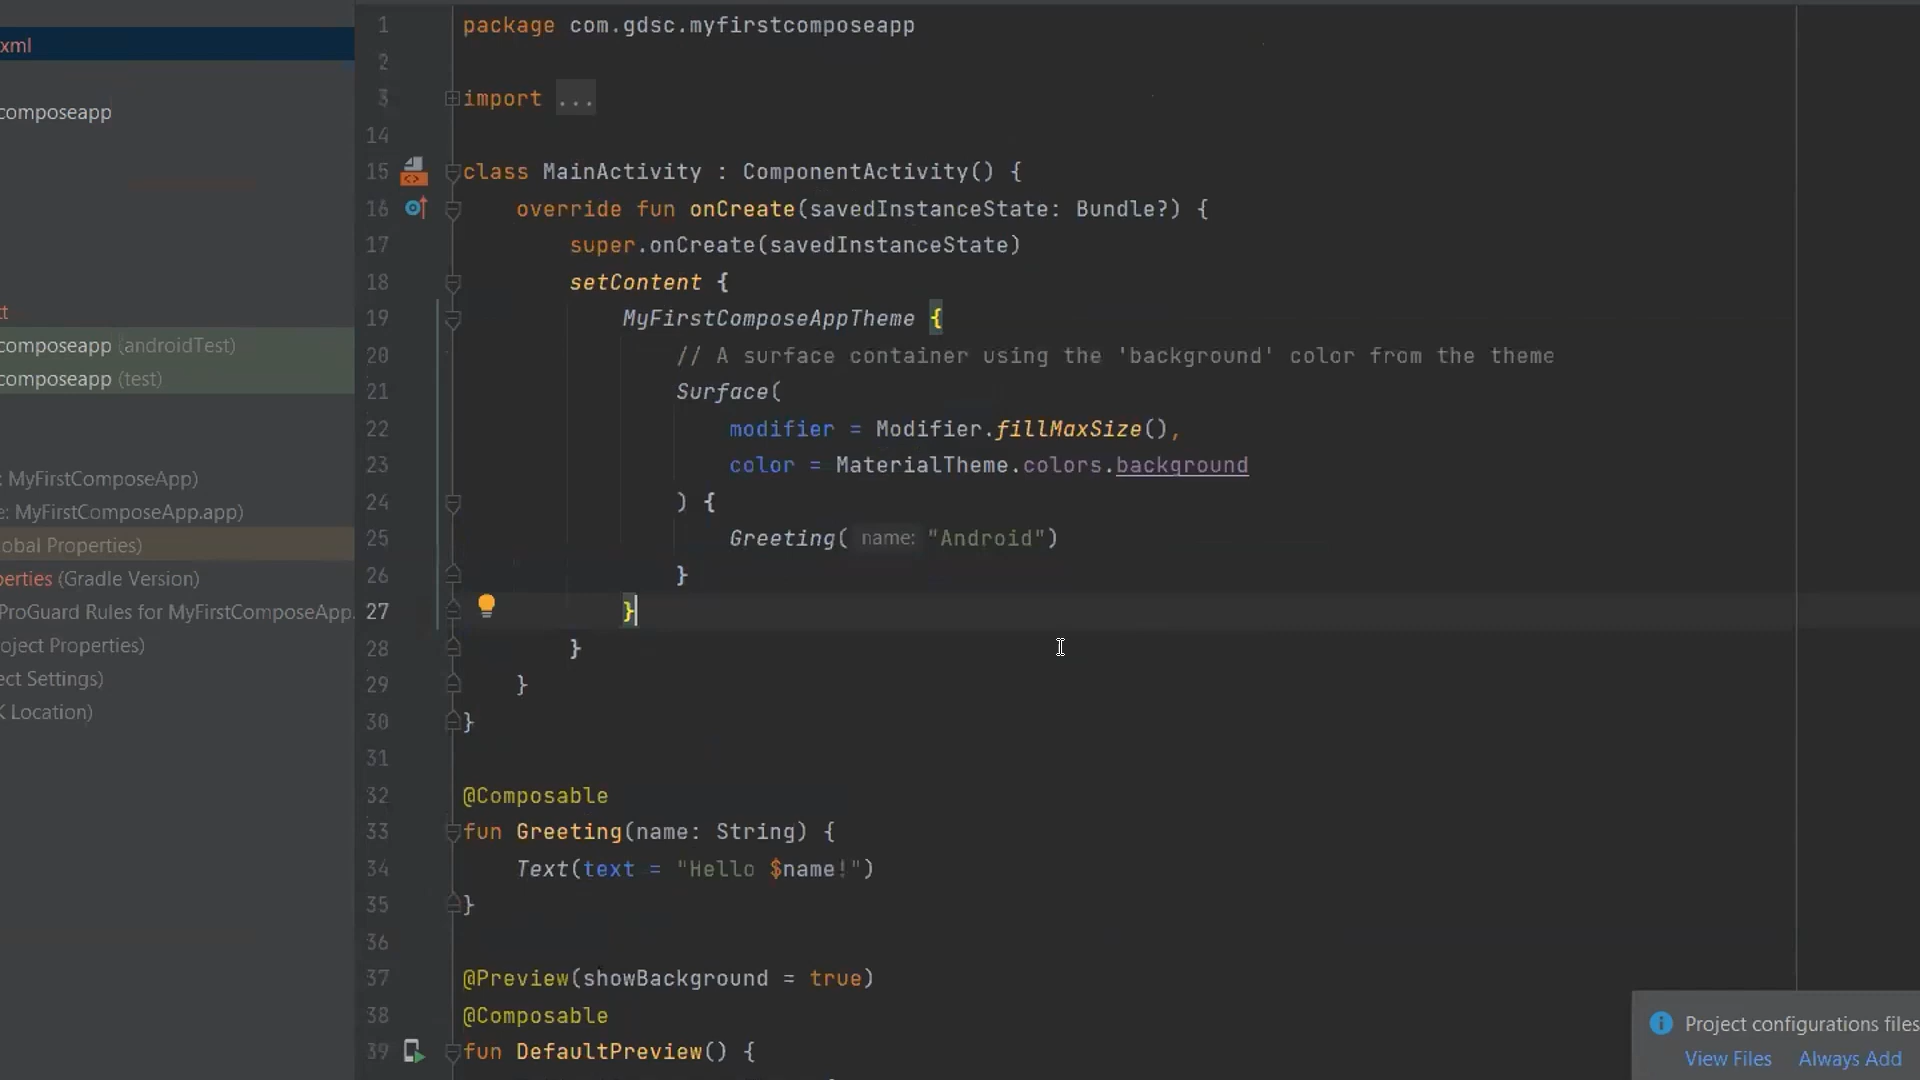 xml
composeapp
t
composeapp (androidTest)
composeapp (test)
: MyFirstComposeApp)
e: MyFirstComposeApp.app)
obal Properties)
perties (Gradle Version)
ProGuard Rules for MyFirstComposeApp.
oject Properties)
ect Settings)
K Location)
1 package com.gdsc.myfirstcomposeapp
2
3 import ...
14
15 class MainActivity : ComponentActivity() {
16 override fun onCreate(savedInstanceState: Bundle?) {
17 super.onCreate(savedInstanceState)
18 setContent {
19 MyFirstComposeAppTheme {
20 // A surface container using the 'background' color from the theme
21 Surface(
22 modifier = Modifier.fillMaxSize(),
23 color = MaterialTheme.colors.background
24 ) {
25 Greeting( name: "Android")
26 }
27 }
28 }
29 }
30 }
31
32 @Composable
33 fun Greeting(name: String) {
34 Text(text = "Hello $name!")
35 }
36
37 @Preview(showBackground = true)
38 @Composable
39 fun DefaultPreview() {
Project configurations files
View Files Always Add